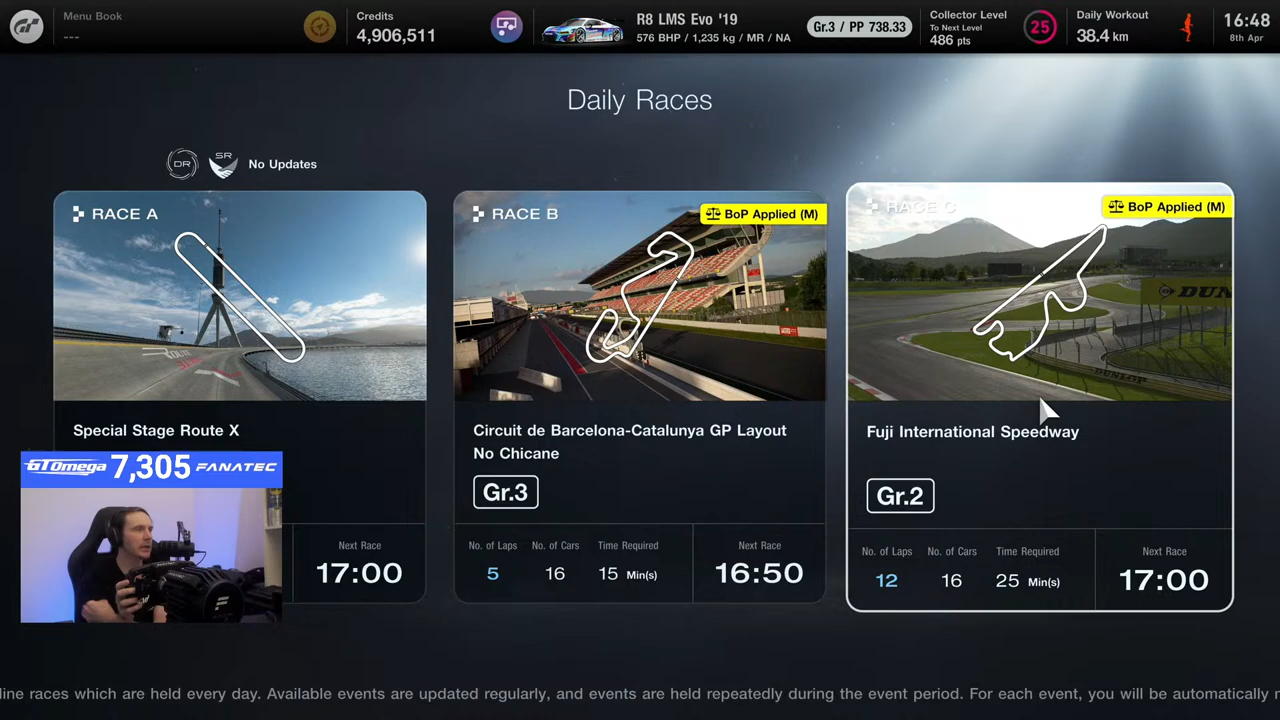 GT
Menu Book
---
Credits
4,906,511
R8 LMS Evo '19
576 BHP / 1,235 kg / MR / NA
Gr.3 / PP 738.33
Collector Level
To Next Level
486 pts
25
Daily Workout
38.4 km
16:48
8th Apr
Daily Races
DR
SR
No Updates
RACE A
ROUTE
Special Stage Route X
Next Race
17:00
RACE B
BoP Applied (M)
Circuit de Barcelona-Catalunya GP Layout
No Chicane
Gr.3
No. of Laps
5
No. of Cars
16
Time Required
15 Min(s)
Next Race
16:50
RACE C
BoP Applied (M)
DUN
DUNLOP
Fuji International Speedway
Gr.2
No. of Laps
12
No. of Cars
16
Time Required
25 Min(s)
Next Race
17:00
GTOmega 7,305 FANATEC
line races which are held every day. Available events are updated regularly, and events are held repeatedly during the event period. For each event, you will be automatically